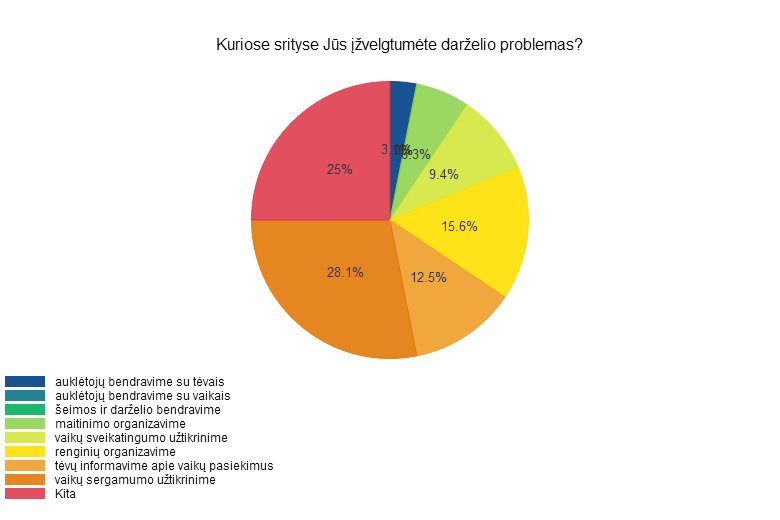 Kuriose srityse Jūs įžvelgtumėte darželio problemas?
25%
9.4%
15.6%
28.1%
12.5%
auklėtojų bendravime su tėvais
auklėtojų bendravime su vaikais
šeimos ir darželio bendravime
maitinimo organizavime
vaikų sveikatingumo užtikrinime
renginių organizavime
tėvų informavime apie vaikų pasiekimus
vaikų sergamumo užtikrinime
Kita